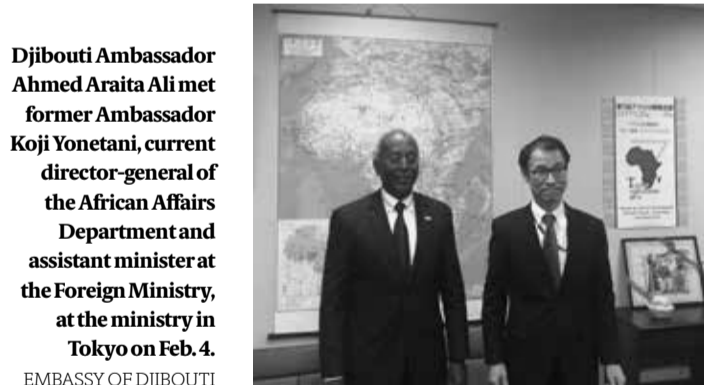 Djibouti Ambassador
Ahmed Araita Ali met
former Ambassador
Koji Yonetani, current
director-general of
the African Affairs
Department and
assistant minister at
the Foreign Ministry,
at the ministry in
Tokyo on Feb. 4.
EMBASSY OF DJIBOUTI